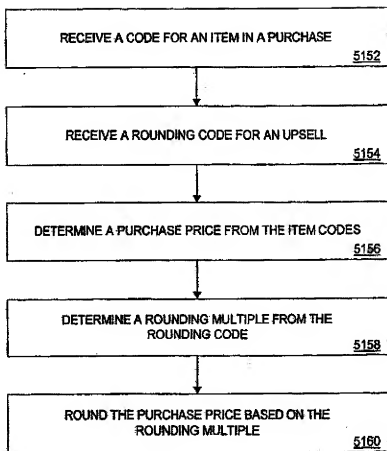 RECEIVE A CODE FOR AN ITEM IN A PURCHASE
5152
RECEIVE A ROUNDING CODE FOR AN UPSELL
5154
DETERMINE A PURCHASE PRICE FROM THE ITEM CODES
5156
DETERMINE A ROUNDING MULTIPLE FROM THE
ROUNDING CODE
5158
ROUND THE PURCHASE PRICE BASED ON THE
ROUNDING MULTIPLE
5160